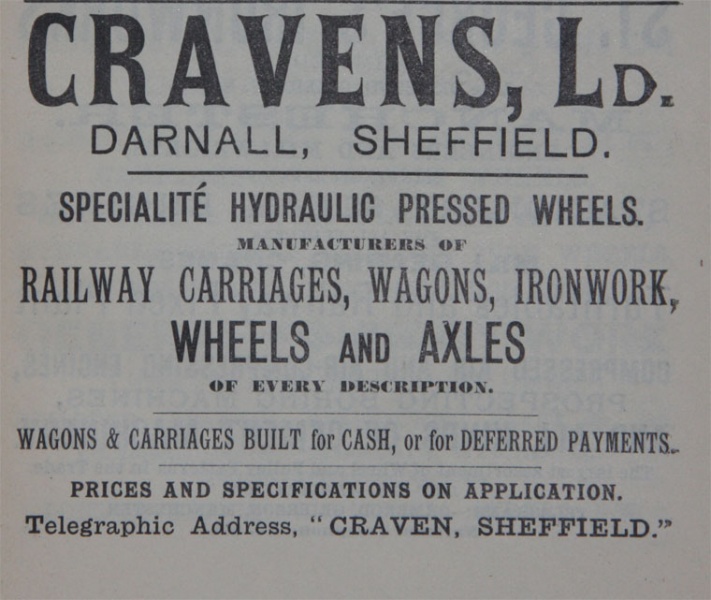 CRAVENS, LD.
DARNALL, SHEFFIELD.
SPECIALITÉ HYDRAULIC PRESSED WHEELS.
MANUFACTURERS OF
RAILWAY CARRIAGES, WAGONS, IRONWORK,
WHEELS AND AXLES
OF EVERY DESCRIPTION.
WAGONS & CARRIAGES BUILT for CASH, or for DEFERRED PAYMENTS.
PRICES AND SPECIFICATIONS ON APPLICATION.
Telegraphic Address, "CRAVEN, SHEFFIELD."